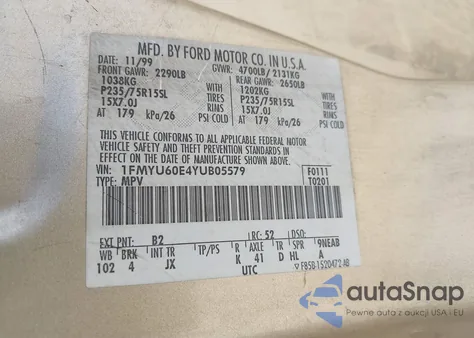 MFD. BY FORD MOTOR CO. IN U.S.A.
DATE: 11/99 GVWR: 4700LB/ 2131KG
FRONT GAWR: 2290LB REAR GAWR: 2650LB
1038KG 1202KG
P235/75R15SL TIRES P235/75R15SL TIRES
15X7.0J RIMS 15X7.0J RIMS
AT 179 kPa/26 PSI COLD AT 179 kPa/26 PSI COLD
THIS VEHICLE CONFORMS TO ALL APPLICABLE FEDERAL MOTOR
VEHICLE SAFETY AND BUMPER STANDARDS IN EFFECT ON THE DATE OF
MANUFACTURE SHOWN ABOVE.
VIN: 1FMYU60E4YUB05579 F0111
TYPE: MPV T0201
EXT PNT: B2 RC: 52 DSO:
WB BRK INT TR TP/PS R AXLE TR SPR 9NEAB
102 4 JX K 41 D HL A
UTC F85B-1520472-AB
autoSnap
Pewne auta z aukcji USA i EU